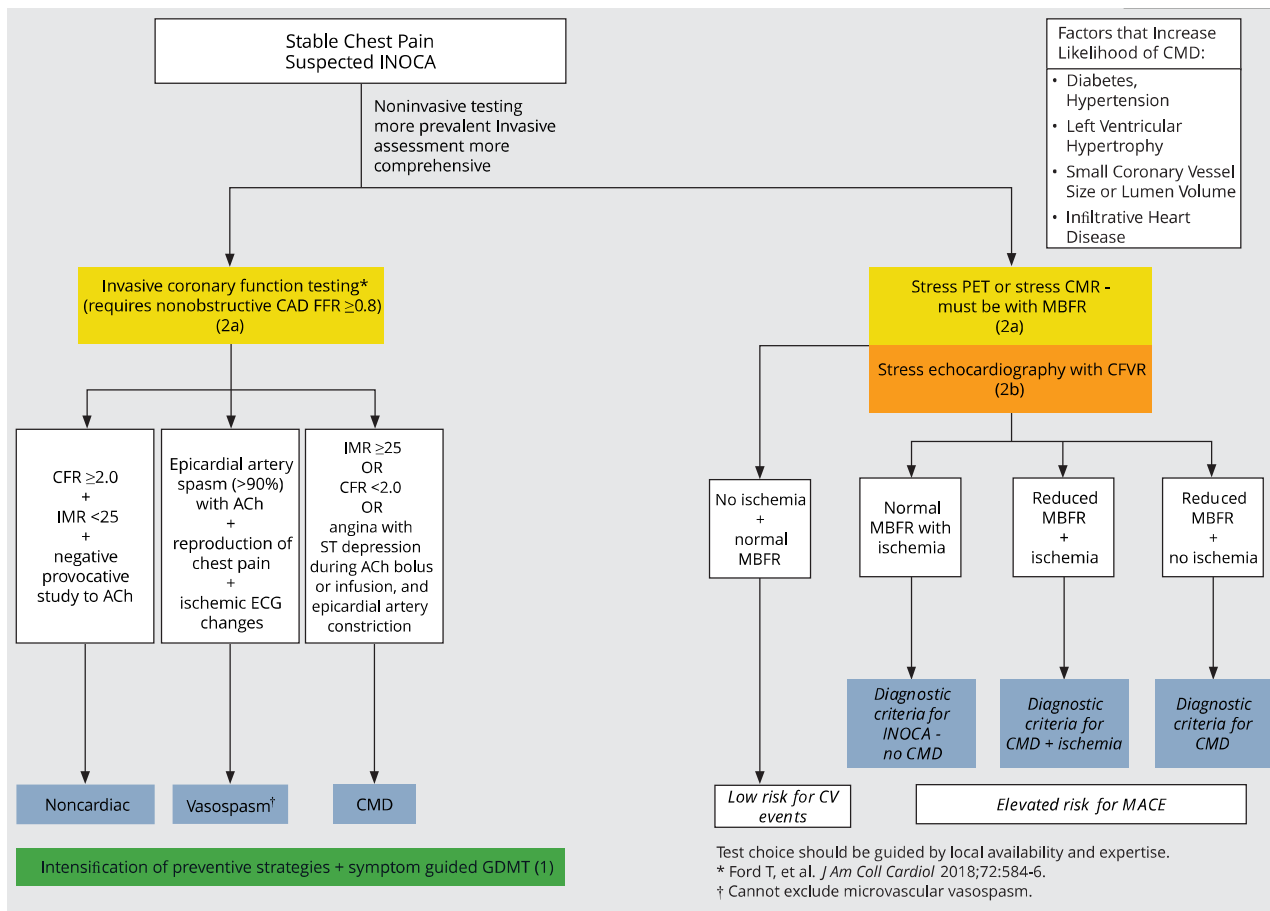 Stable Chest Pain
Suspected INOCA
Factors that Increase
Likelihood of CMD:
• Diabetes,
Hypertension
• Left Ventricular
Hypertrophy
• Small Coronary Vessel
Size or Lumen Volume
• Infiltrative Heart
Disease
Noninvasive testing
more prevalent Invasive
assessment more
comprehensive
Invasive coronary function testing*
(requires nonobstructive CAD FFR ≥0.8)
(2a)
Stress PET or stress CMR -
must be with MBFR
(2a)
Stress echocardiography with CFVR
(2b)
CFR ≥2.0
+
IMR <25
+
negative
provocative
study to ACh
Epicardial artery
spasm (>90%)
with ACh
+
reproduction of
chest pain
+
ischemic ECG
changes
IMR ≥25
OR
CFR <2.0
OR
angina with
ST depression
during ACh bolus
or infusion, and
epicardial artery
constriction
No ischemia
+
normal
MBFR
Normal
MBFR with
ischemia
Reduced
MBFR
+
ischemia
Reduced
MBFR
+
no ischemia
Diagnostic
criteria for
INOCA -
no CMD
Diagnostic
criteria for
CMD + ischemia
Diagnostic
criteria for
CMD
Noncardiac
Vasospasm†
CMD
Low risk for CV
events
Elevated risk for MACE
Intensification of preventive strategies + symptom guided GDMT (1)
Test choice should be guided by local availability and expertise.
* Ford T, et al. J Am Coll Cardiol 2018;72:584-6.
† Cannot exclude microvascular vasospasm.